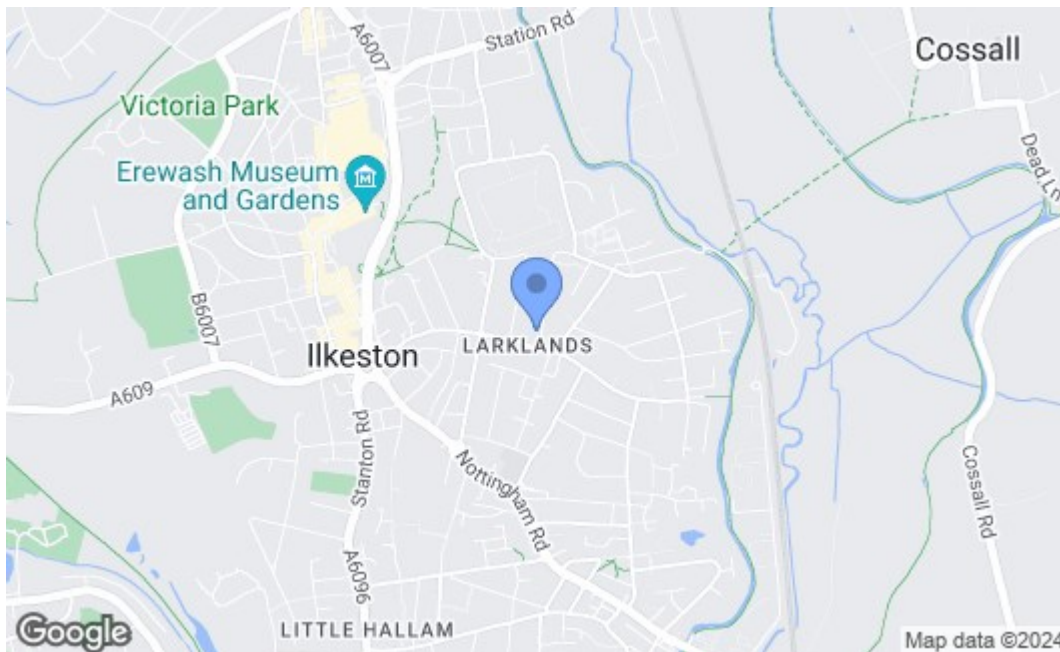 A6007
Station Rd
Cossall
Victoria Park
Erewash Museum
and Gardens
Dead Ln
B6007
LARKLANDS
Ilkeston
A609
Stanton Rd
Nottingham Rd
Cossall Rd
A6096
LITTLE HALLAM
Google
Map data ©2024